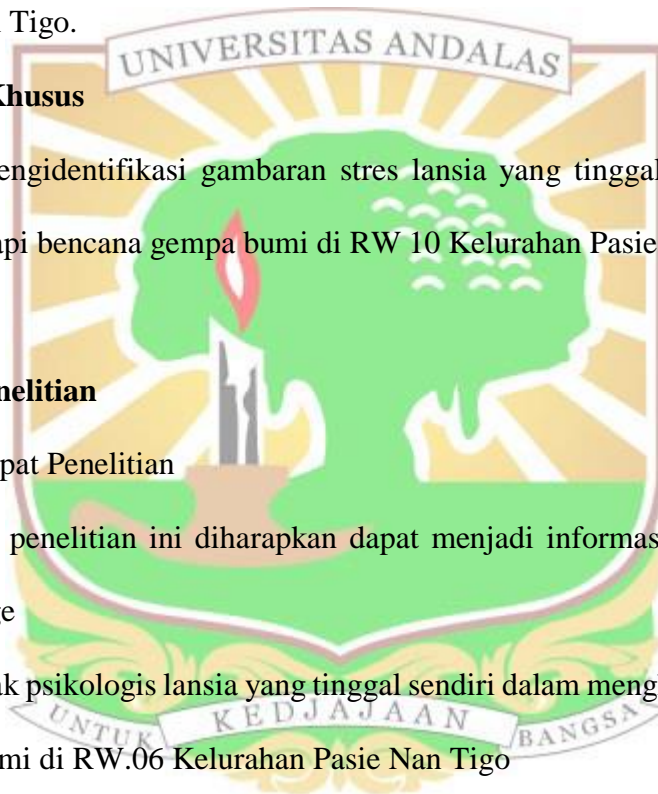 n Tigo.
UNIVERSITAS ANDALAS
Khusus
engidentifikasi gambaran stres lansia yang tinggal
api bencana gempa bumi di RW 10 Kelurahan Pasie
nelitian
pat Penelitian
penelitian ini diharapkan dapat menjadi informas
ge
ak psikologis lansia yang tinggal sendiri dalam meng
UNTUK KEDJAJAAN BANGSA
mi di RW.06 Kelurahan Pasie Nan Tigo